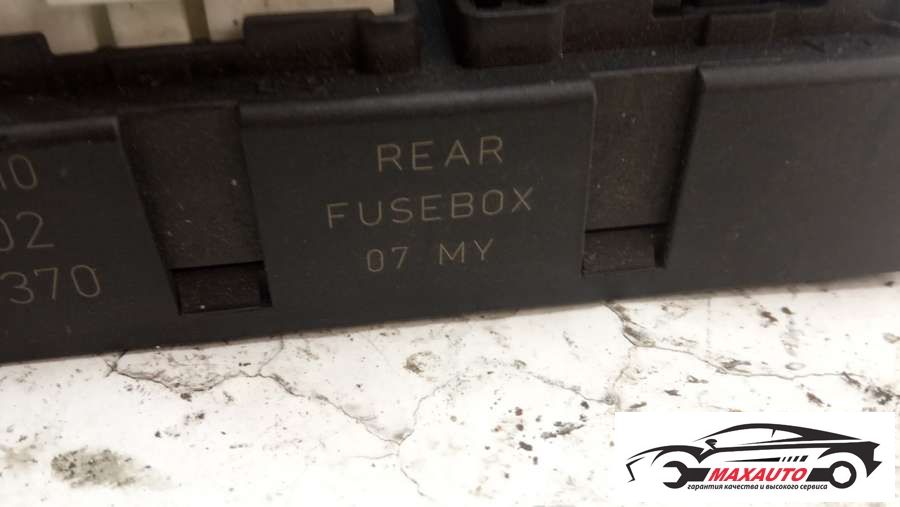 REAR
FUSEBOX
07 MY
02
370
MAXAUTO
гарантия качества и высокого сервиса